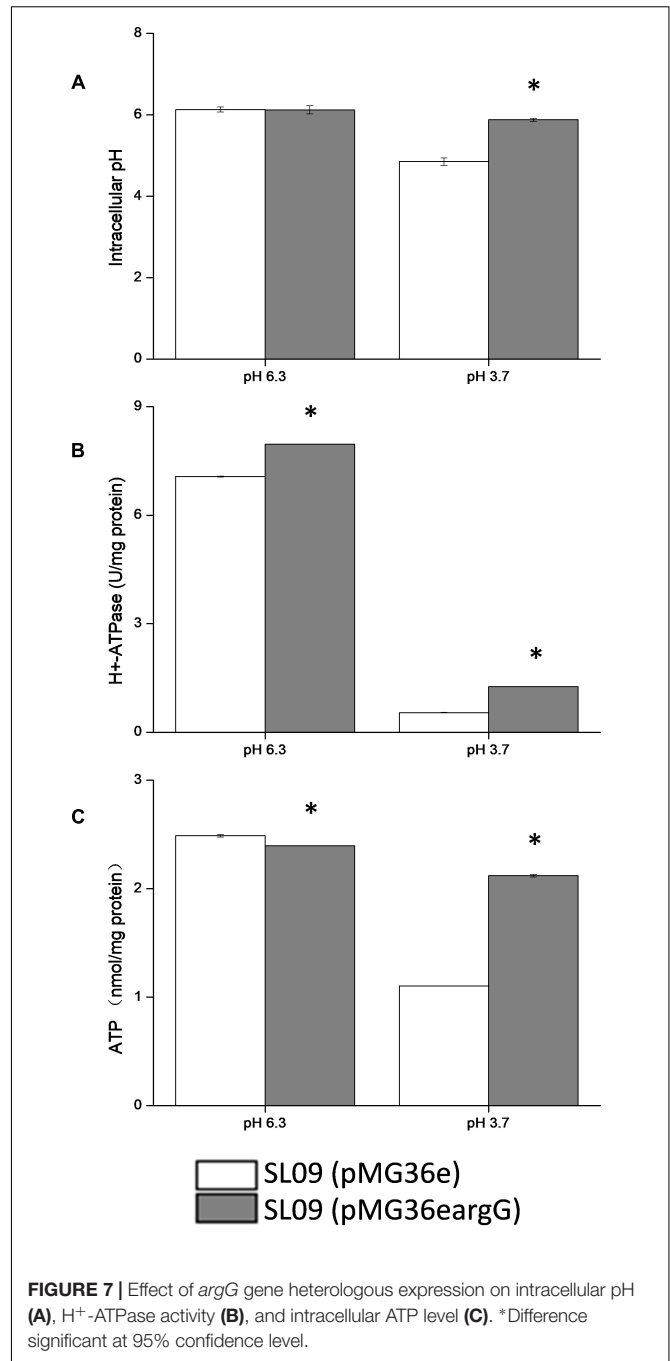 A
Intracellular pH
8
6
4
2
0
*
pH 6.3
pH 3.7
B
H+-ATPase (U/mg protein)
9
6
3
0
*
*
pH 6.3
pH 3.7
C
ATP （nmol/mg protein）
3
2
1
0
*
*
pH 6.3
pH 3.7
SL09 (pMG36e)
SL09 (pMG36eargG)
FIGURE 7 | Effect of argG gene heterologous expression on intracellular pH
(A), H⁺-ATPase activity (B), and intracellular ATP level (C). *Difference
significant at 95% confidence level.